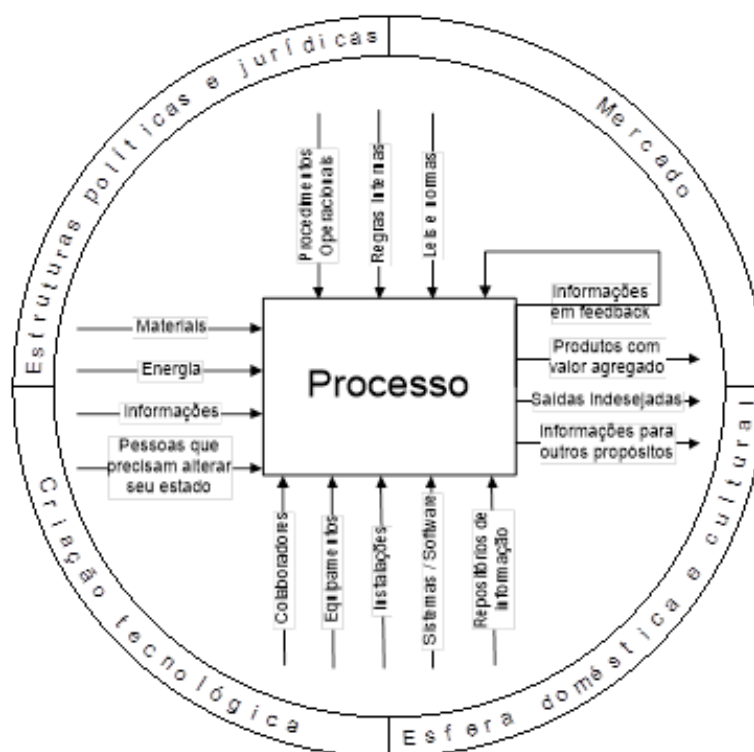 Estruturas políticas e jurídicas
Mercado
Procedimentos
Operacionais
Regras Internas
Leis e normas
Materiais
Energia
Informações
Pessoas que
precisam alterar
seu estado
Processo
Informações
em feedback
Produtos com
valor agregado
Saídas Indesejadas
Informações para
outros propósitos
Colaboradores
Equipamentos
Instalações
Sistemas / Software
Repositórios de
Informação
Criação tecnológica
Esfera doméstica e cultural